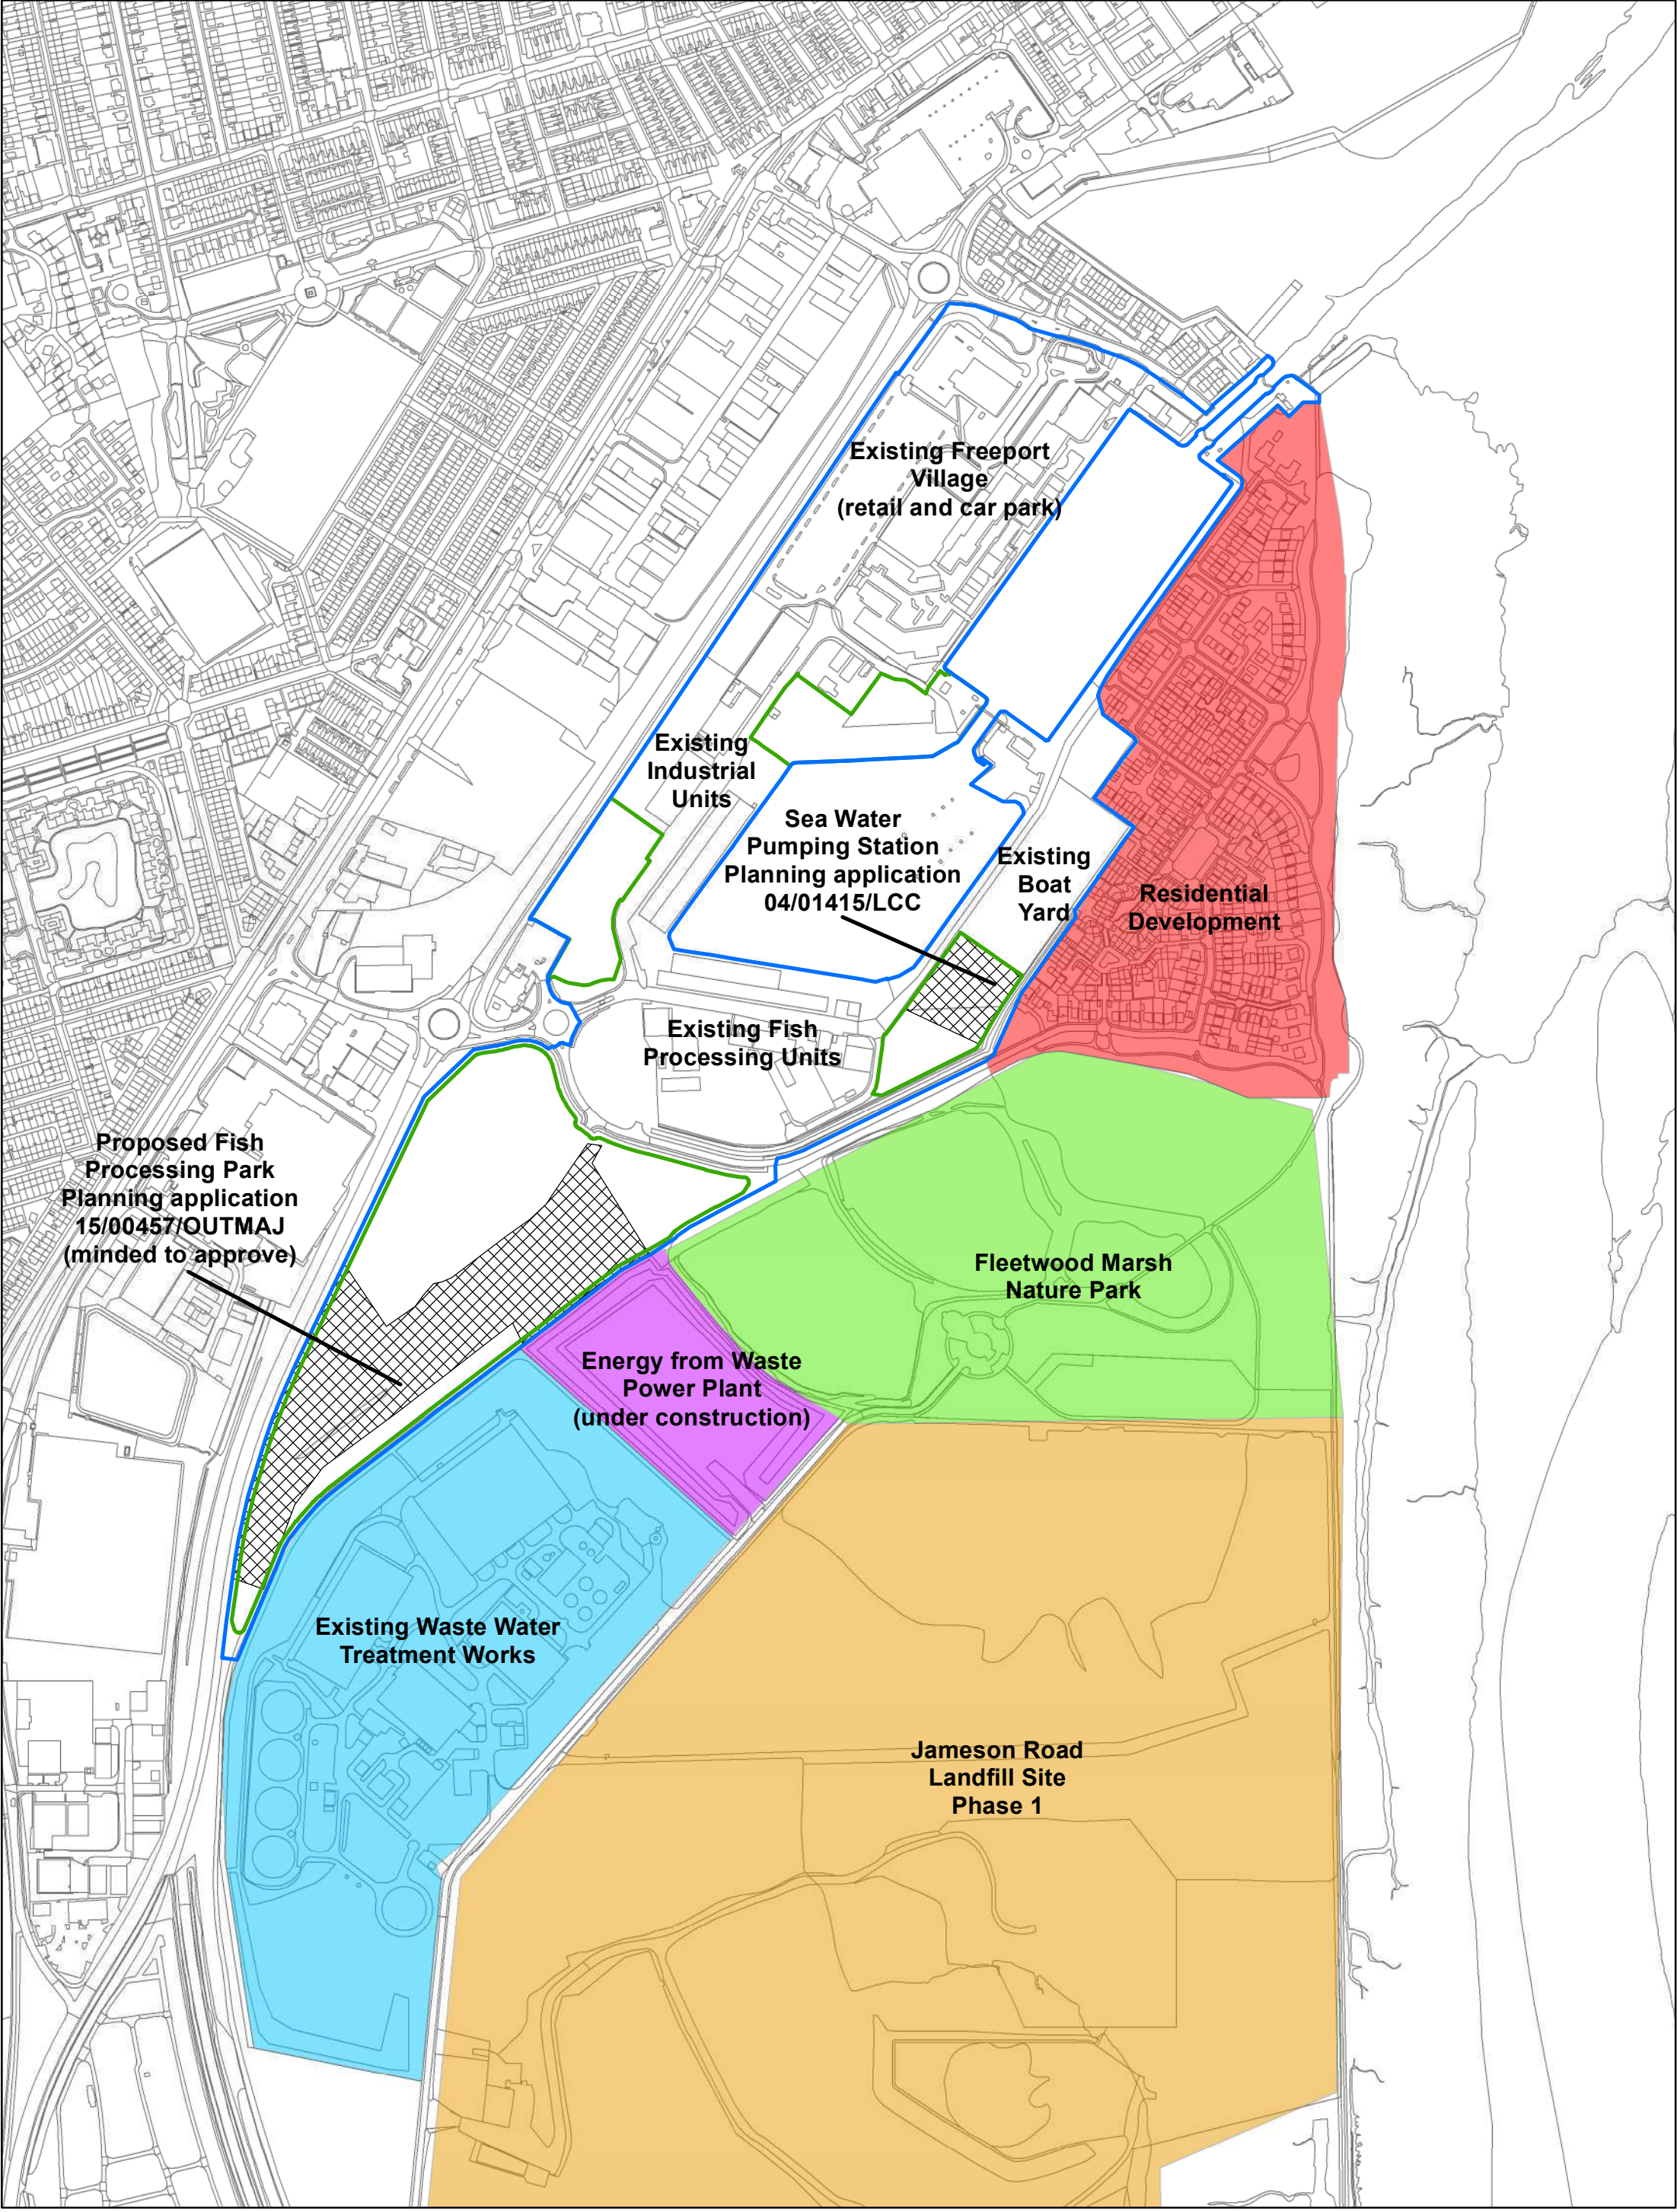 Existing Freeport
Village
(retail and car park)
Existing
Industrial
Units
Sea Water
Pumping Station
Planning application
04/01415/LCC
Existing
Boat
Yard
Residential
Development
Existing Fish
Processing Units
Proposed Fish
Processing Park
Planning application
15/00457/OUTMAJ
(minded to approve)
Fleetwood Marsh
Nature Park
Energy from Waste
Power Plant
(under construction)
Existing Waste Water
Treatment Works
Jameson Road
Landfill Site
Phase 1